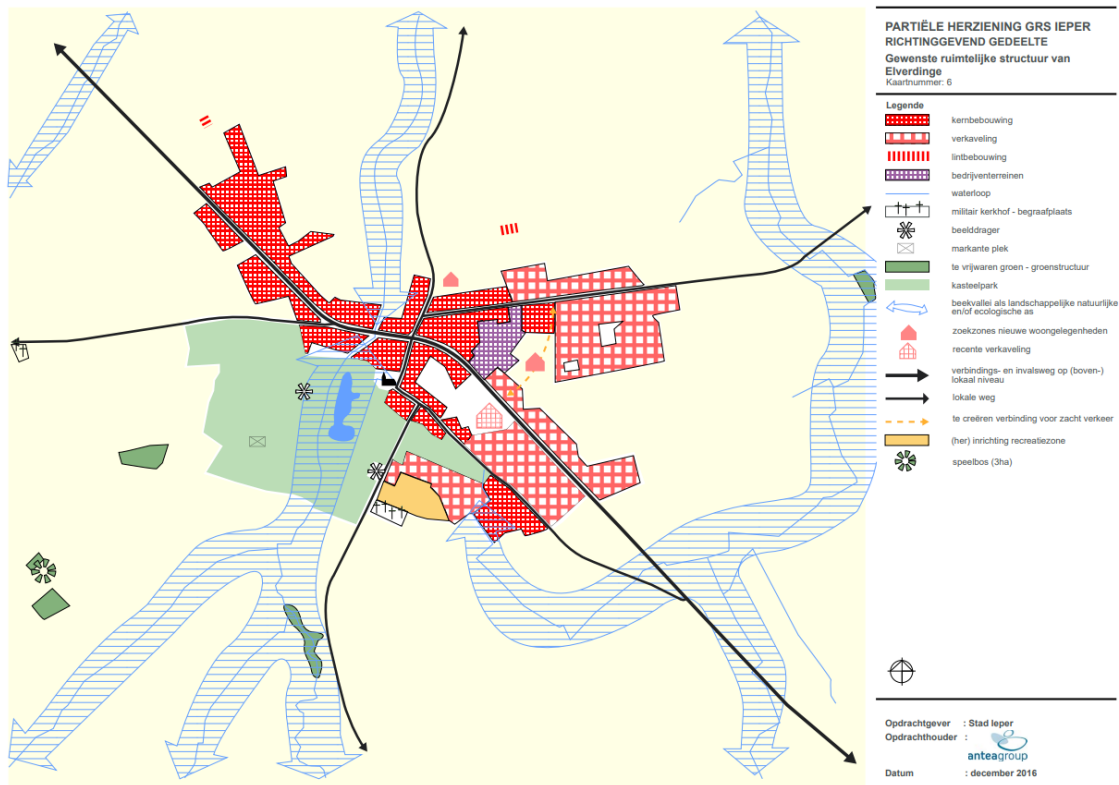 PARTIËLE HERZIENING GRS IEPER
RICHTINGGEVEND GEDEELTE
Gewenste ruimtelijke structuur van
Elverdinge
Kaartnummer: 6
Legende
kernbebouwing
verkaveling
lintbebouwing
bedrijventerreinen
waterloop
militair kerkhof - begraafplaats
beelddrager
markante plek
te vrijwaren groen - groenstructuur
kasteelpark
beekvallei als landschappelijke natuurlijke
en/of ecologische as
zoekzones nieuwe woongelegenheden
recente verkaveling
verbindings- en invalsweg op (boven-)
lokaal niveau
lokale weg
te creëren verbinding voor zacht verkeer
(her) inrichting recreatiezone
speelbos (3ha)
Opdrachtgever : Stad Ieper
Opdrachthouder :
anteagroup
Datum : december 2016